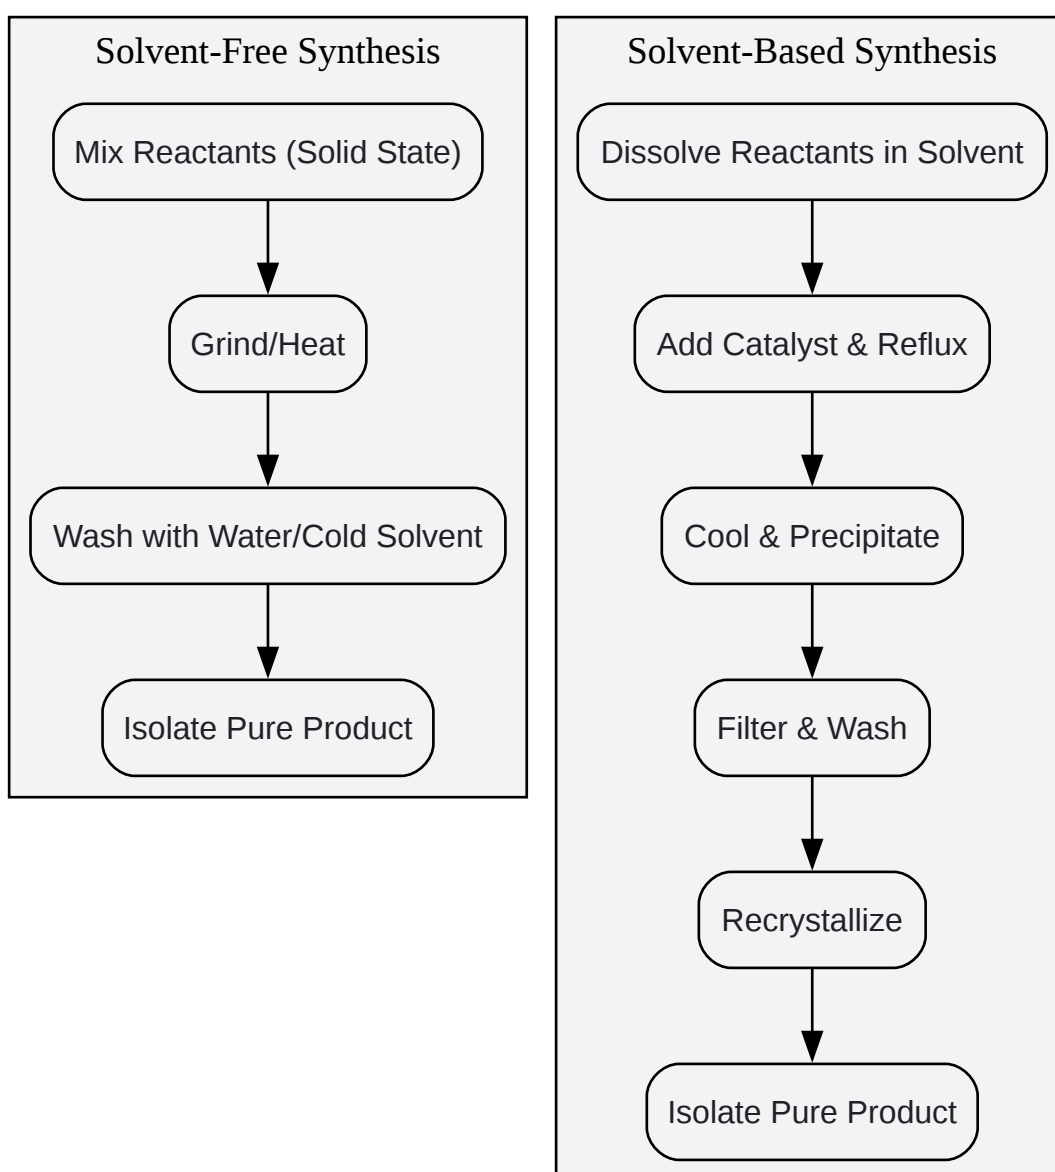 Solvent-Free Synthesis
Mix Reactants (Solid State)
Grind/Heat
Wash with Water/Cold Solvent
Isolate Pure Product
Solvent-Based Synthesis
Dissolve Reactants in Solvent
Add Catalyst & Reflux
Cool & Precipitate
Filter & Wash
Recrystallize
Isolate Pure Product